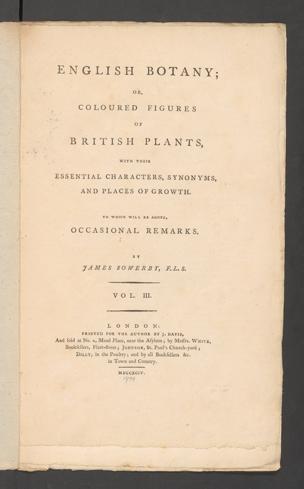 ENGLISH BOTANY;
OR,
COLOURED FIGURES
OF
BRITISH PLANTS,
WITH THEIR
ESSENTIAL CHARACTERS, SYNONYMS,
AND PLACES OF GROWTH.
TO WHICH WILL BE ADDED,
OCCASIONAL REMARKS.
BY
JAMES SOWERBY, F.L.S.
VOL. III.
LONDON:
PRINTED FOR THE AUTHOR BY J. DAVIS,
And sold at No. 2, Mead Place, near the Asylum; by Messrs. WHITE,
Booksellers, Fleet-street; JOHNSON, St. Paul's Church-yard;
DILLY, in the Poultry; and by all Booksellers &c.
in Town and Country.
MDCCXCIV.
1794